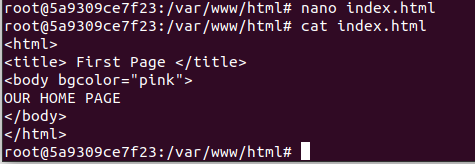 root@5a9309ce7f23:/var/www/html# nano index.html
root@5a9309ce7f23:/var/www/html# cat index.html
<html>
<title> First Page </title>
<body bgcolor="pink">
OUR HOME PAGE
</body>
</html>
root@5a9309ce7f23:/var/www/html#